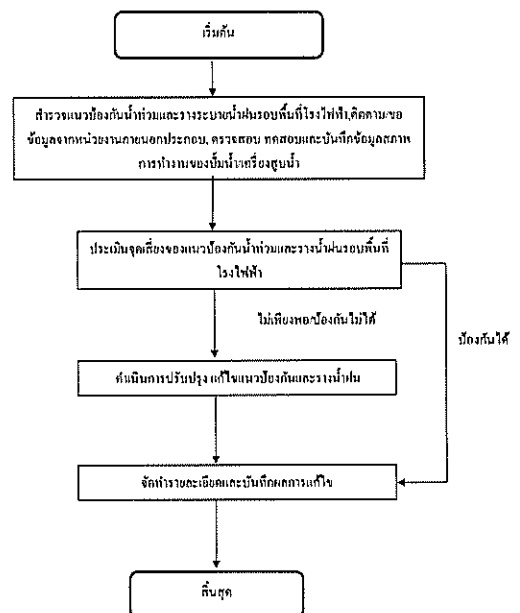 เริ่มต้น
สำรวจแนวป้องกันน้ำท่วมและรางระบายน้ำฝนรอบพื้นที่โรงไฟฟ้า,ติดตาม/ขอ
ข้อมูลจากหน่วยงานภายนอกประกอบ, ตรวจสอบ ทดสอบและบันทึกข้อมูลสภาพ
การทำงานของปั๊มน้ำ/เครื่องสูบน้ำ
ประเมินจุดเสี่ยงของแนวป้องกันน้ำท่วมและรางน้ำฝนรอบพื้นที่
โรงไฟฟ้า
ไม่เพียงพอ/ป้องกันไม่ได้
ป้องกันได้
ดำเนินการปรับปรุง แก้ไขแนวป้องกันและรางน้ำฝน
จัดทำรายละเอียดและบันทึกผลการแก้ไข
สิ้นสุด